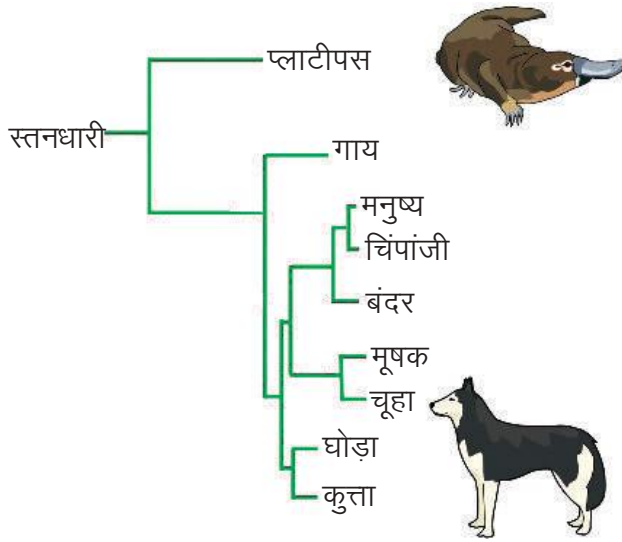 प्लाटीपस
स्तनधारी
गाय
मनुष्य
चिंपांजी
बंदर
मूषक
चूहा
घोड़ा
कुत्ता